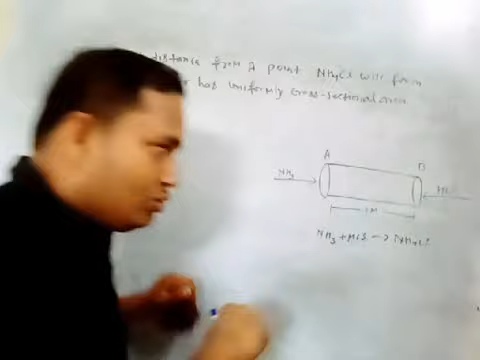 distance from A point NH4Cl will form
has uniformly cross-sectional area
A
B
NH3
1M
NH3 + HCl → NH4Cl